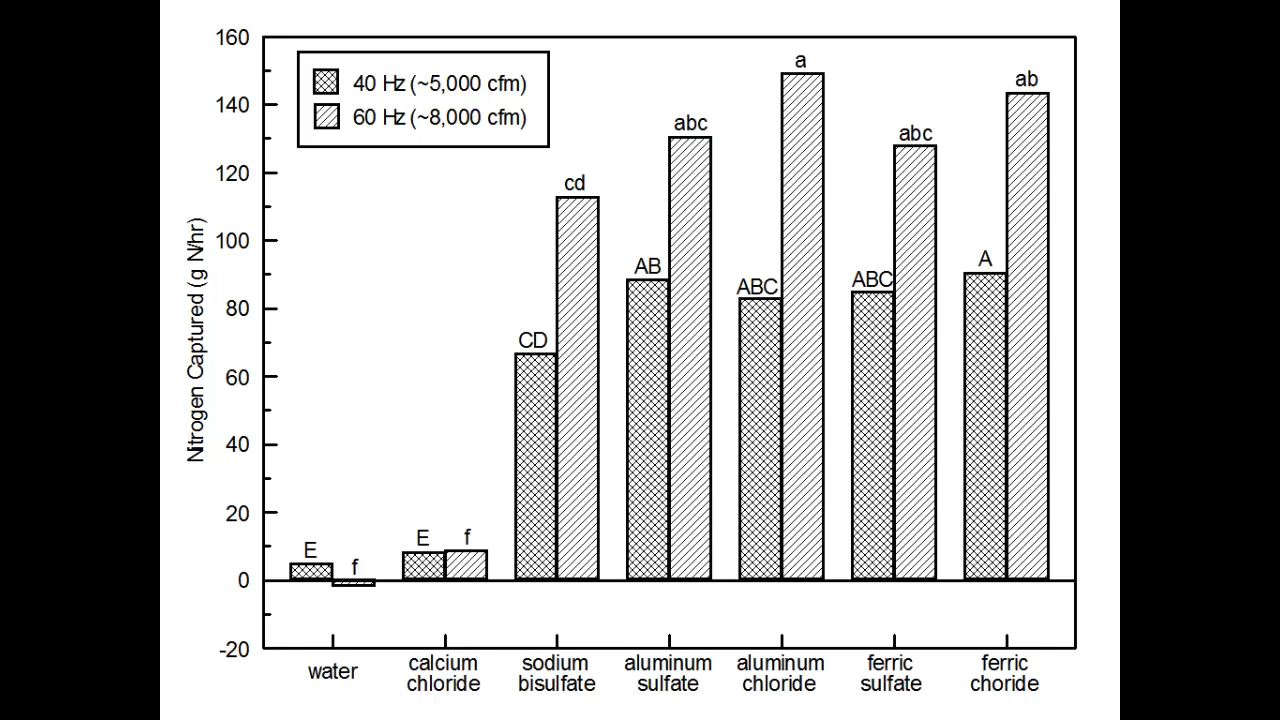 160
140
120
100
80
60
40
20
0
-20
Nitrogen Captured (g N/hr)
40 Hz (~5,000 cfm)
60 Hz (~8,000 cfm)
E
f
E
f
CD
cd
AB
abc
ABC
a
ABC
abc
A
ab
water
calcium
chloride
sodium
bisulfate
aluminum
sulfate
aluminum
chloride
ferric
sulfate
ferric
choride